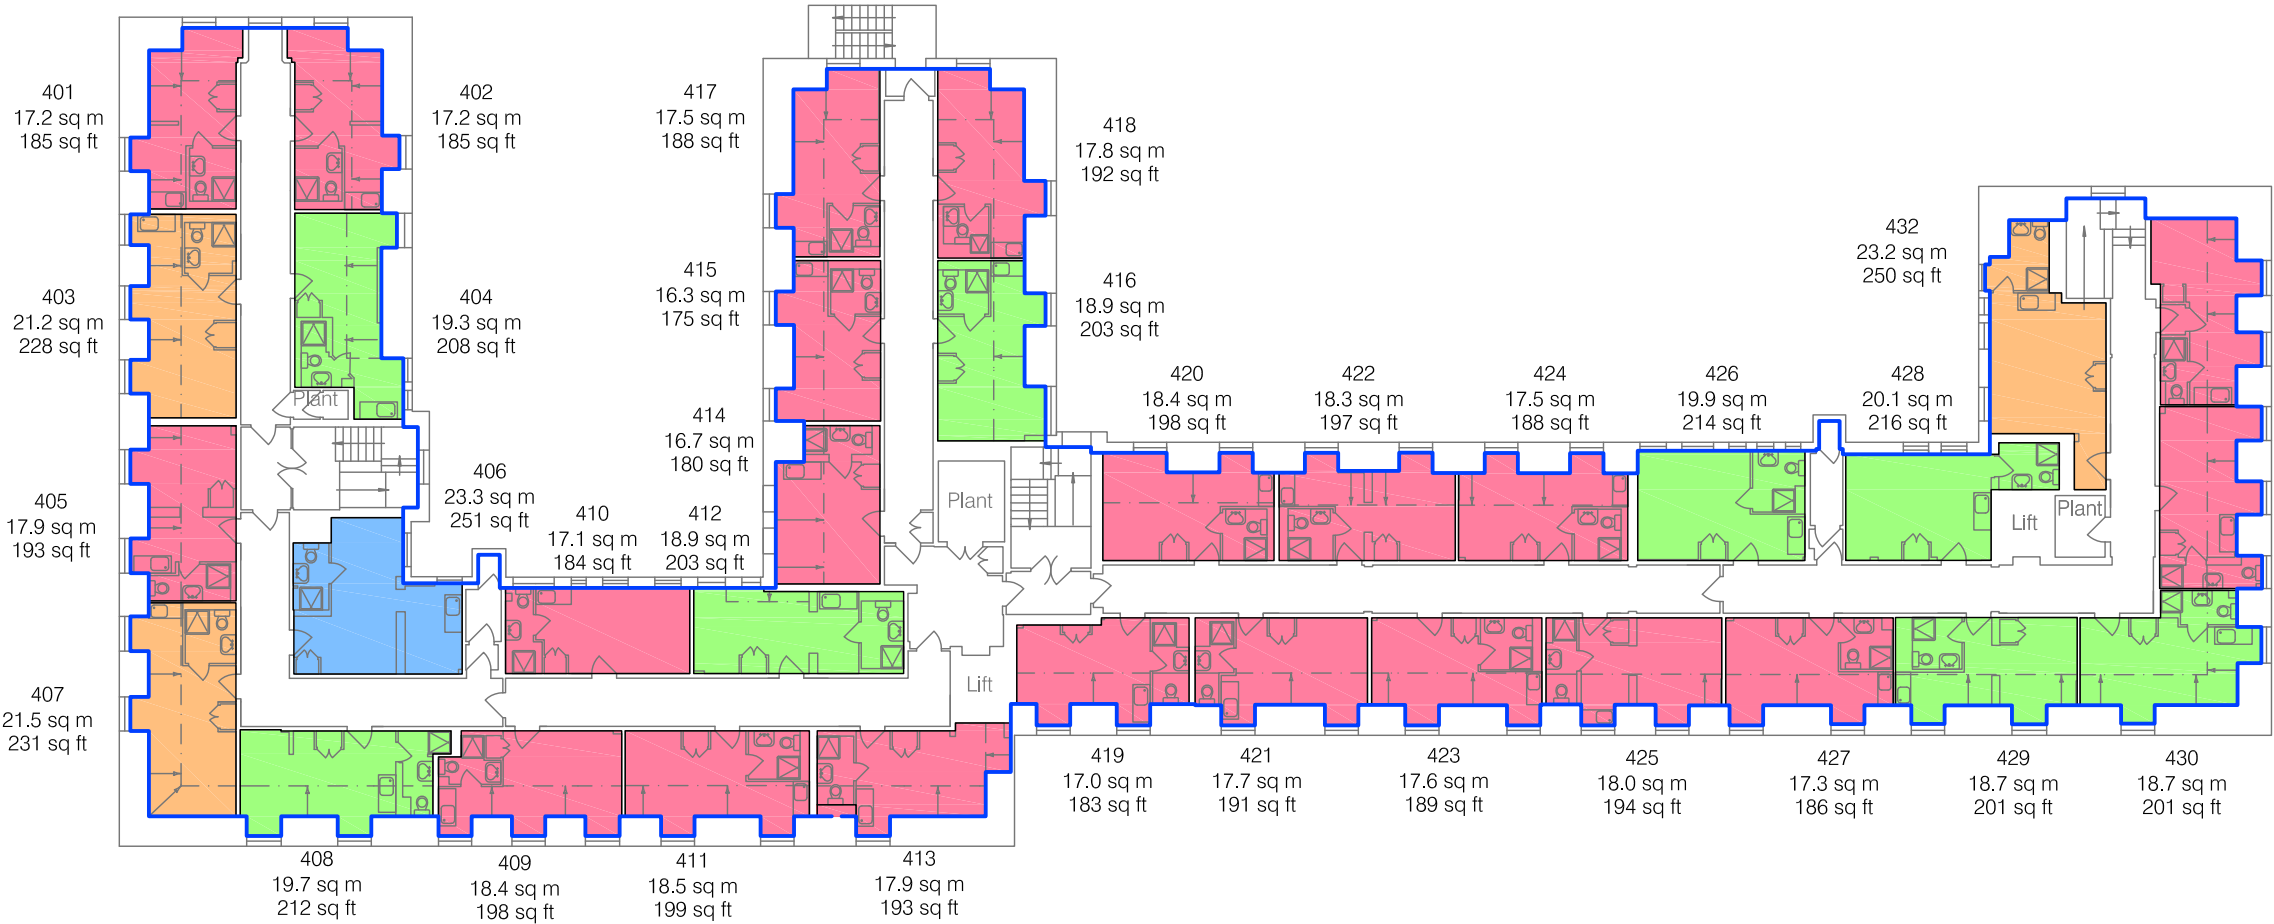 401
17.2 sq m
185 sq ft
402
17.2 sq m
185 sq ft
417
17.5 sq m
188 sq ft
418
17.8 sq m
192 sq ft
432
23.2 sq m
250 sq ft
403
21.2 sq m
228 sq ft
404
19.3 sq m
208 sq ft
415
16.3 sq m
175 sq ft
416
18.9 sq m
203 sq ft
Plant
414
16.7 sq m
180 sq ft
420
18.4 sq m
198 sq ft
422
18.3 sq m
197 sq ft
424
17.5 sq m
188 sq ft
426
19.9 sq m
214 sq ft
428
20.1 sq m
216 sq ft
405
17.9 sq m
193 sq ft
406
23.3 sq m
251 sq ft
410
17.1 sq m
184 sq ft
412
18.9 sq m
203 sq ft
Plant
Lift
Plant
407
21.5 sq m
231 sq ft
Lift
419
17.0 sq m
183 sq ft
421
17.7 sq m
191 sq ft
423
17.6 sq m
189 sq ft
425
18.0 sq m
194 sq ft
427
17.3 sq m
186 sq ft
429
18.7 sq m
201 sq ft
430
18.7 sq m
201 sq ft
408
19.7 sq m
212 sq ft
409
18.4 sq m
198 sq ft
411
18.5 sq m
199 sq ft
413
17.9 sq m
193 sq ft